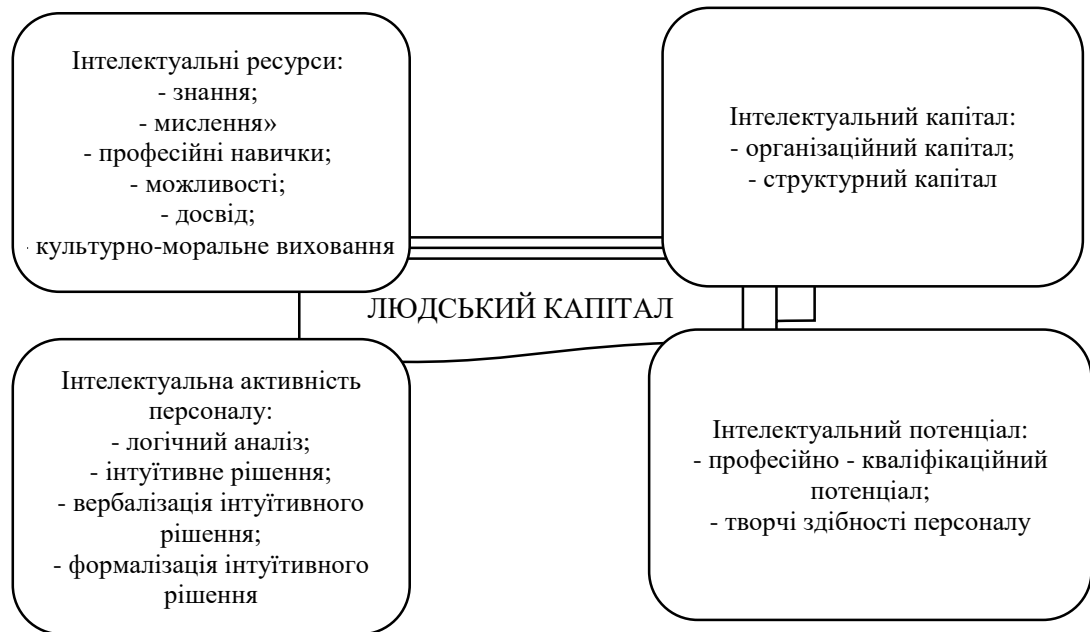 Інтелектуальні ресурси:
- знання;
- мислення»
- професійні навички;
- можливості;
- досвід;
- культурно-моральне виховання
Інтелектуальний капітал:
- організаційний капітал;
- структурний капітал
ЛЮДСЬКИЙ КАПІТАЛ
Інтелектуальна активність
персоналу:
- логічний аналіз;
- інтуїтивне рішення;
- вербалізація інтуїтивного
рішення;
- формалізація інтуїтивного
рішення
Інтелектуальний потенціал:
- професійно - кваліфікаційний
потенціал;
- творчі здібності персоналу